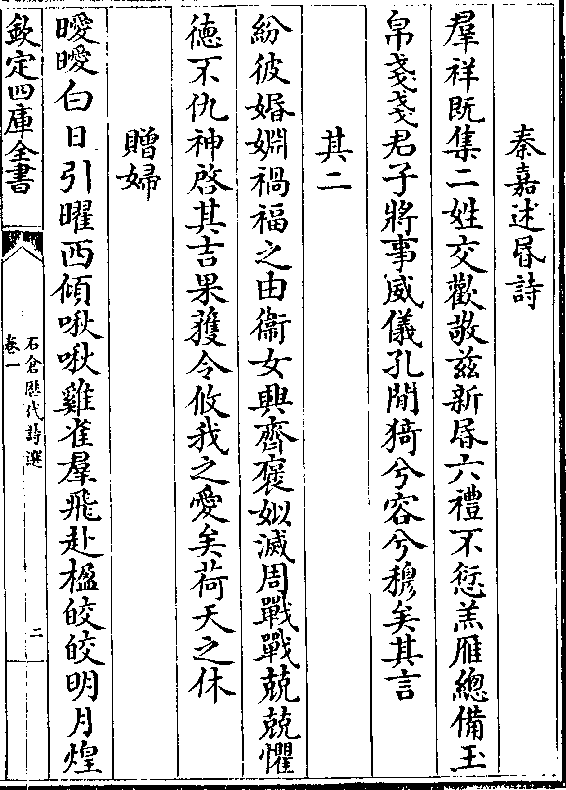 秦嘉述昏詩
羣祥既集二姓交歡敬兹新昏六禮不愆羔雁總備玉
帛戔戔君子將事威儀孔閒猗兮容兮穆矣其言
其二
紛彼婚姻禍福之由衞女興齊褒姒滅周戰戰兢兢懼
徳不仇神啓其吉果獲令攸我之愛矣荷天之休
贈婦
曖曖白日引曜西傾啾啾雞雀羣飛赴楹皎皎明月煌
欽定四庫全書
石倉歴代詩選
卷一
二